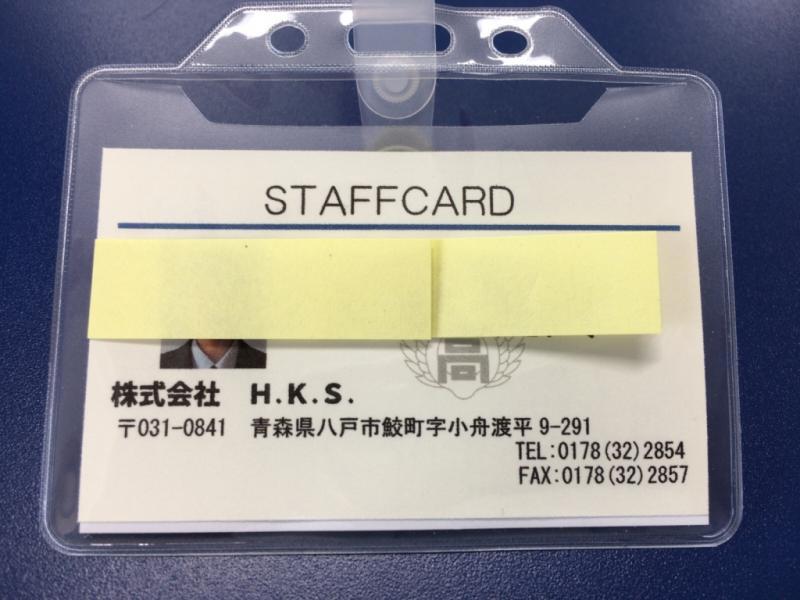 STAFFCARD
高
株式会社 H.K.S.
〒031-0841 青森県八戸市鮫町字小舟渡平 9-291
TEL:0178(32)2854
FAX:0178(32)2857